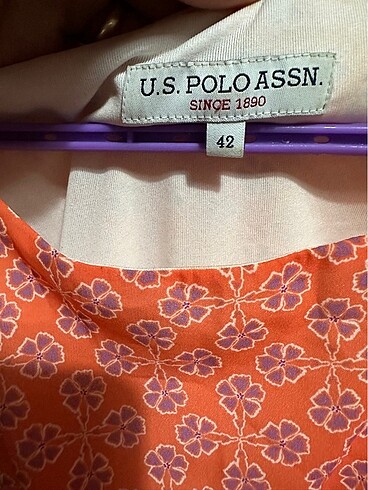 U.S. POLO ASSN.
SINCE 1890
42